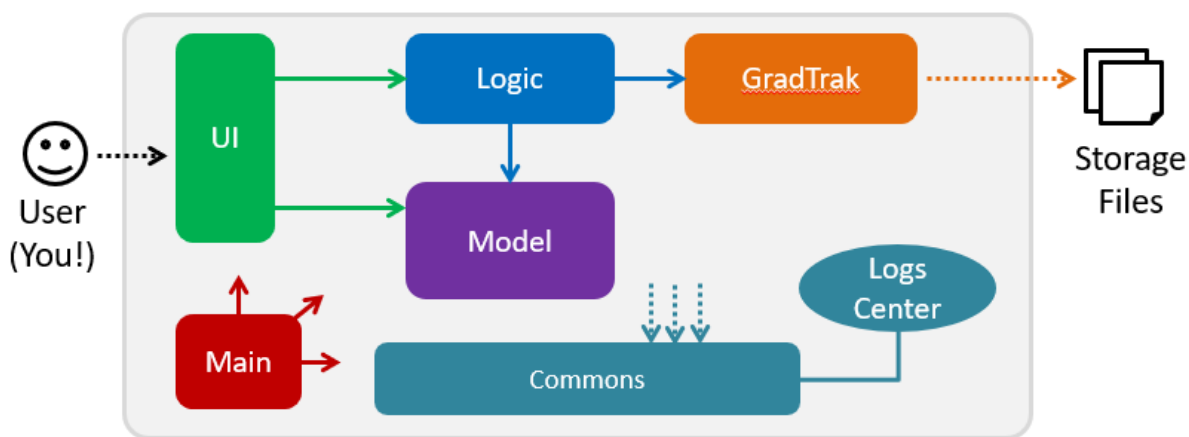 UI
Logic
GradTrak
Storage
Files
User
(You!)
Model
Logs
Center
Main
Commons